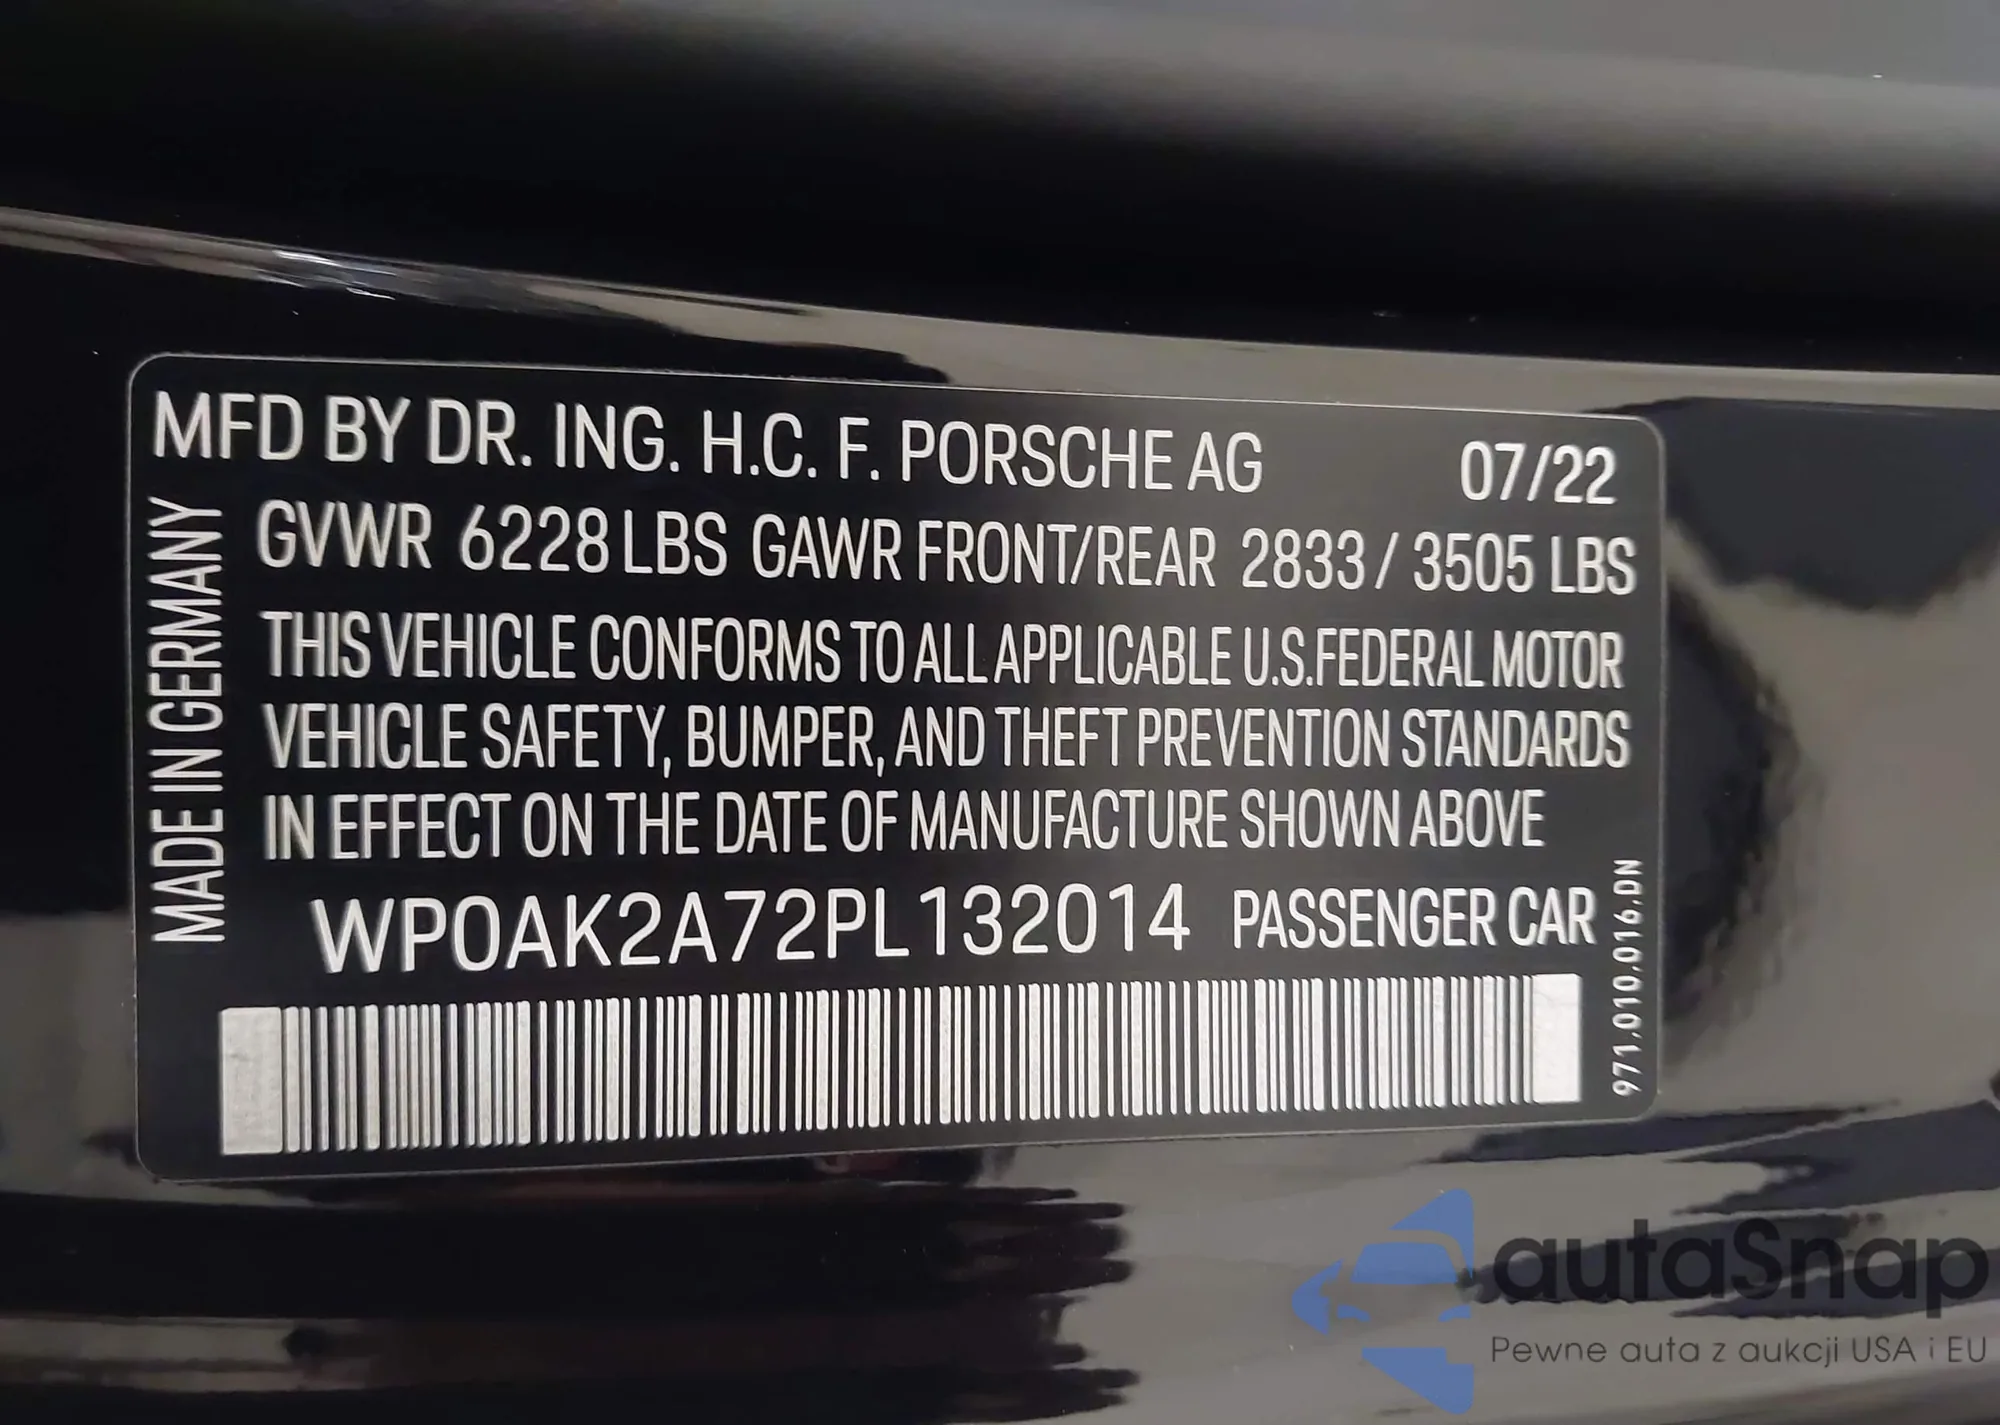 MFD BY DR. ING. H.C. F. PORSCHE AG 07/22
GVWR 6228 LBS GAWR FRONT/REAR 2833 / 3505 LBS
THIS VEHICLE CONFORMS TO ALL APPLICABLE U.S.FEDERAL MOTOR
VEHICLE SAFETY, BUMPER, AND THEFT PREVENTION STANDARDS
IN EFFECT ON THE DATE OF MANUFACTURE SHOWN ABOVE
WP0AK2A72PL132014 PASSENGER CAR
MADE IN GERMANY
971.010.016.DN
autaSnap
Pewne auta z aukcji USA i EU